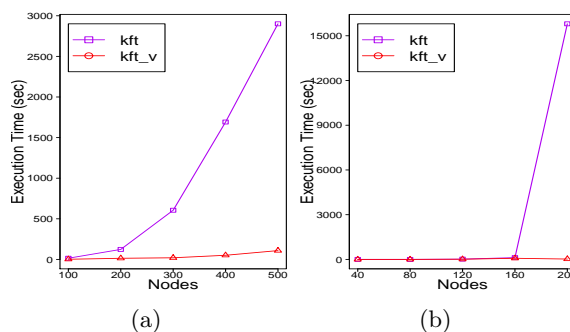 3000
2500
2000
1500
1000
500
0
Execution Time (sec)
kft
kft_v
100 200 300 400 500
Nodes
(a)
15000
12000
9000
6000
3000
0
Execution Time (sec)
kft
kft_v
40 80 120 160 200
Nodes
(b)